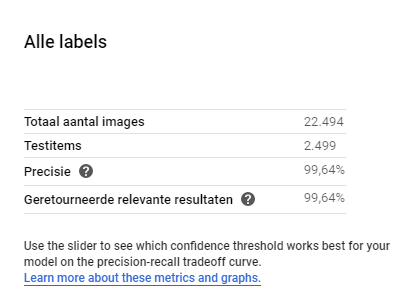 Alle labels
Totaal aantal images 22.494
Testitems 2.499
Precisie ? 99,64%
Geretourneerde relevante resultaten ? 99,64%
Use the slider to see which confidence threshold works best for your
model on the precision-recall tradeoff curve.
Learn more about these metrics and graphs.